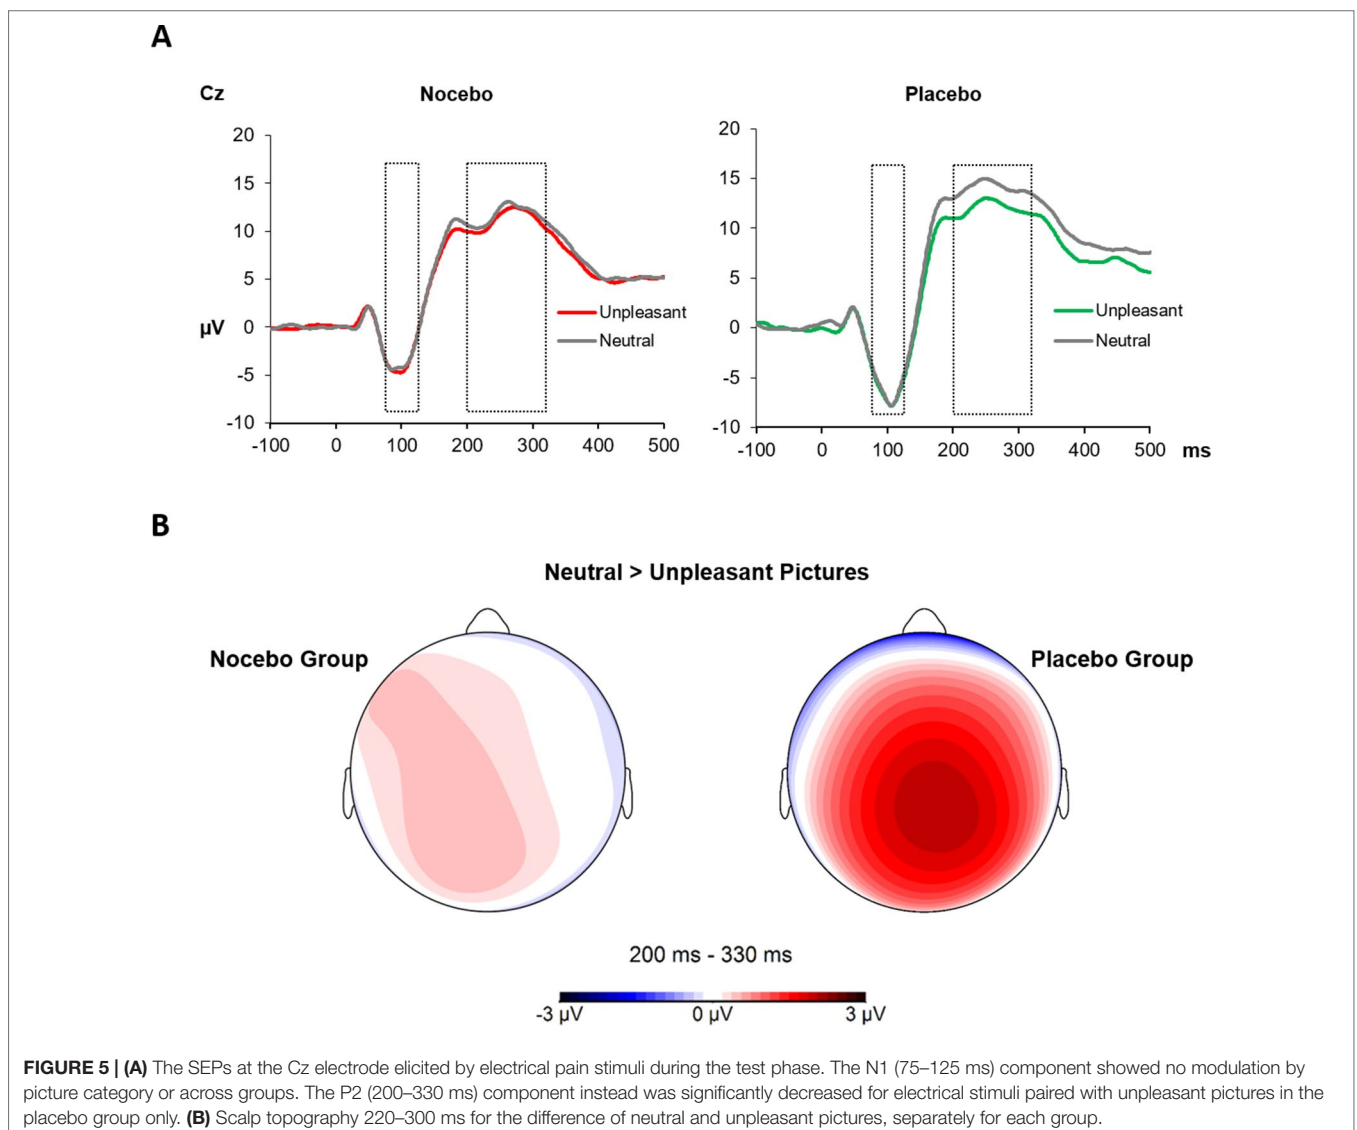 A
Cz
Nocebo
Placebo
20
15
10
5
0
-5
-10
µV
-100 0 100 200 300 400 500
Unpleasant
Neutral
20
15
10
5
0
-5
-10
-100 0 100 200 300 400 500 ms
Unpleasant
Neutral
B
Neutral > Unpleasant Pictures
Nocebo Group
Placebo Group
200 ms - 330 ms
-3 µV 0 µV 3 µV
FIGURE 5 | (A) The SEPs at the Cz electrode elicited by electrical pain stimuli during the test phase. The N1 (75–125 ms) component showed no modulation by
picture category or across groups. The P2 (200–330 ms) component instead was significantly decreased for electrical stimuli paired with unpleasant pictures in the
placebo group only. (B) Scalp topography 220–300 ms for the difference of neutral and unpleasant pictures, separately for each group.